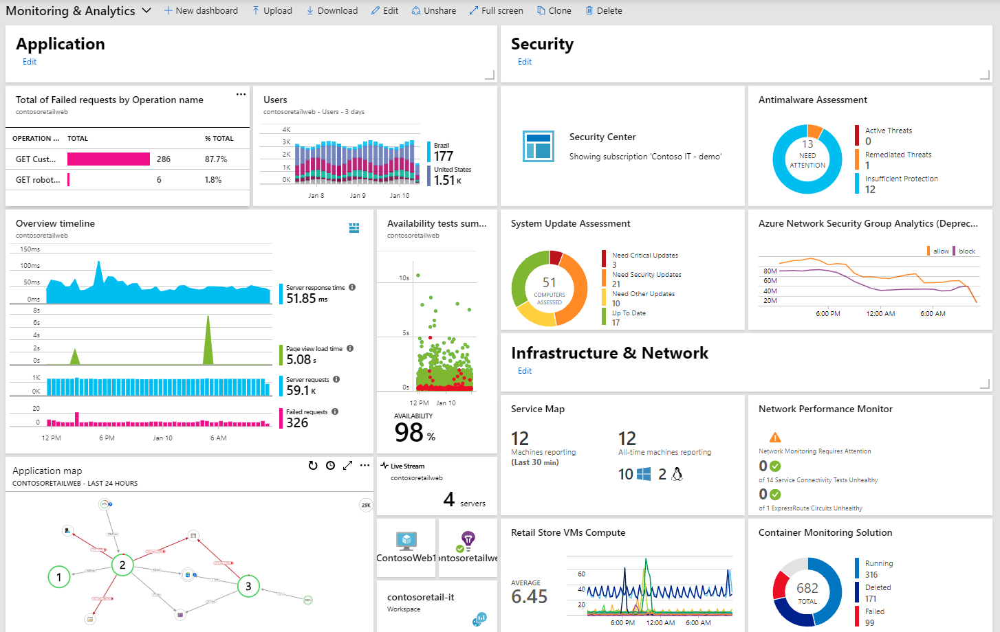 Monitoring & Analytics
New dashboard
Upload
Download
Edit
Unshare
Full screen
Clone
Delete
Application
Edit
Total of Failed requests by Operation name
contosoretailweb
OPERATION ... TOTAL % TOTAL
GET Cust... 286 87.7%
GET robot... 6 1.8%
Users
contosoretailweb - Users - 3 days
4K
3K
2K
1K
0K
Jan 8 Jan 9 Jan 10
Brazil
177
United States
1.51 K
Overview timeline
contosoretailweb
150ms
100ms
50ms
0ms
Server response time
51.85 ms
8s
6s
4s
2s
0s
Page view load time
5.08 s
1K
0K
Server requests
59.1 K
20
0
Failed requests
326
12 PM 6 PM Jan 10 6 AM
Availability tests sum...
contosoretailweb
10s
5s
0s
12 PM Jan 10
AVAILABILITY
98 %
Application map
CONTOSORETAILWEB - LAST 24 HOURS
29K
1
2
3
Live Stream
contosoretailweb
4 servers
ContosoWeb1
ontosoretailwe
contosoretail-it
Workspace
Security
Edit
Security Center
Showing subscription 'Contoso IT - demo'
Antimalware Assessment
13
NEED
ATTENTION
Active Threats
0
Remediated Threats
1
Insufficient Protection
12
System Update Assessment
51
COMPUTERS
ASSESSED
Need Critical Updates
3
Need Security Updates
21
Need Other Updates
10
Up To Date
17
Azure Network Security Group Analytics (Deprec...
allow block
80M
60M
40M
20M
6:00 PM 12:00 AM 6:00 AM
Infrastructure & Network
Edit
Service Map
12
Machines reporting
(Last 30 min)
12
All-time machines reporting
10 2
Network Performance Monitor
Network Monitoring Requires Attention
0
of 14 Service Connectivity Tests Unhealthy
0
of 1 ExpressRoute Circuits Unhealthy
Retail Store VMs Compute
AVERAGE
6.45
60
40
20
6:00 PM 12:00 AM 6:00 AM
Container Monitoring Solution
682
TOTAL
Running
316
Deleted
171
Failed
99